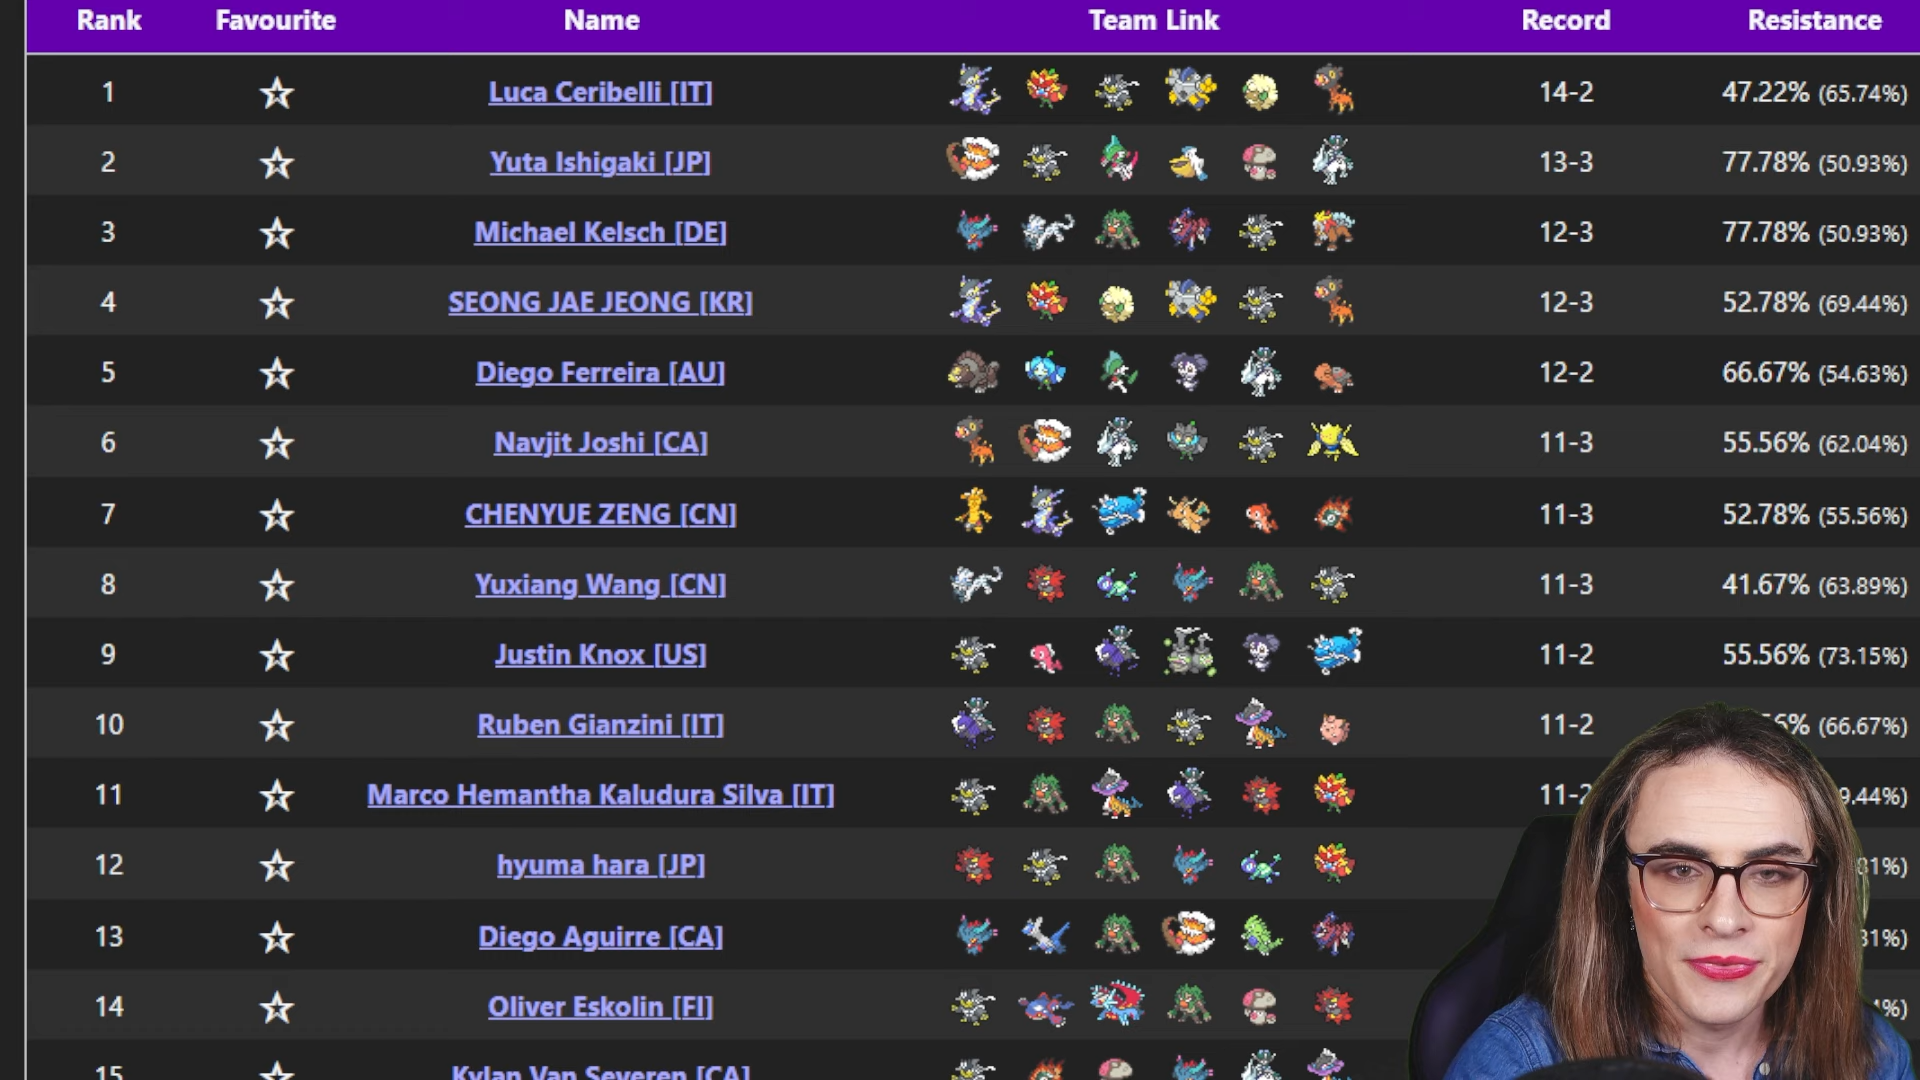 Rank Favourite Name Team Link Record Resistance
1 Luca Ceribelli [IT] 14-2 47.22% (65.74%)
2 Yuta Ishigaki [JP] 13-3 77.78% (50.93%)
3 Michael Kelsch [DE] 12-3 77.78% (50.93%)
4 SEONG JAE JEONG [KR] 12-3 52.78% (69.44%)
5 Diego Ferreira [AU] 12-2 66.67% (54.63%)
6 Navjit Joshi [CA] 11-3 55.56% (62.04%)
7 CHENYUE ZENG [CN] 11-3 52.78% (55.56%)
8 Yuxiang Wang [CN] 11-3 41.67% (63.89%)
9 Justin Knox [US] 11-2 55.56% (73.15%)
10 Ruben Gianzini [IT] 11-2 (66.67%)
11 Marco Hemantha Kaludura Silva [IT] 11-2
12 hyuma hara [JP]
13 Diego Aguirre [CA]
14 Oliver Eskolin [FI]
15 Kylan Van Severen [CA]